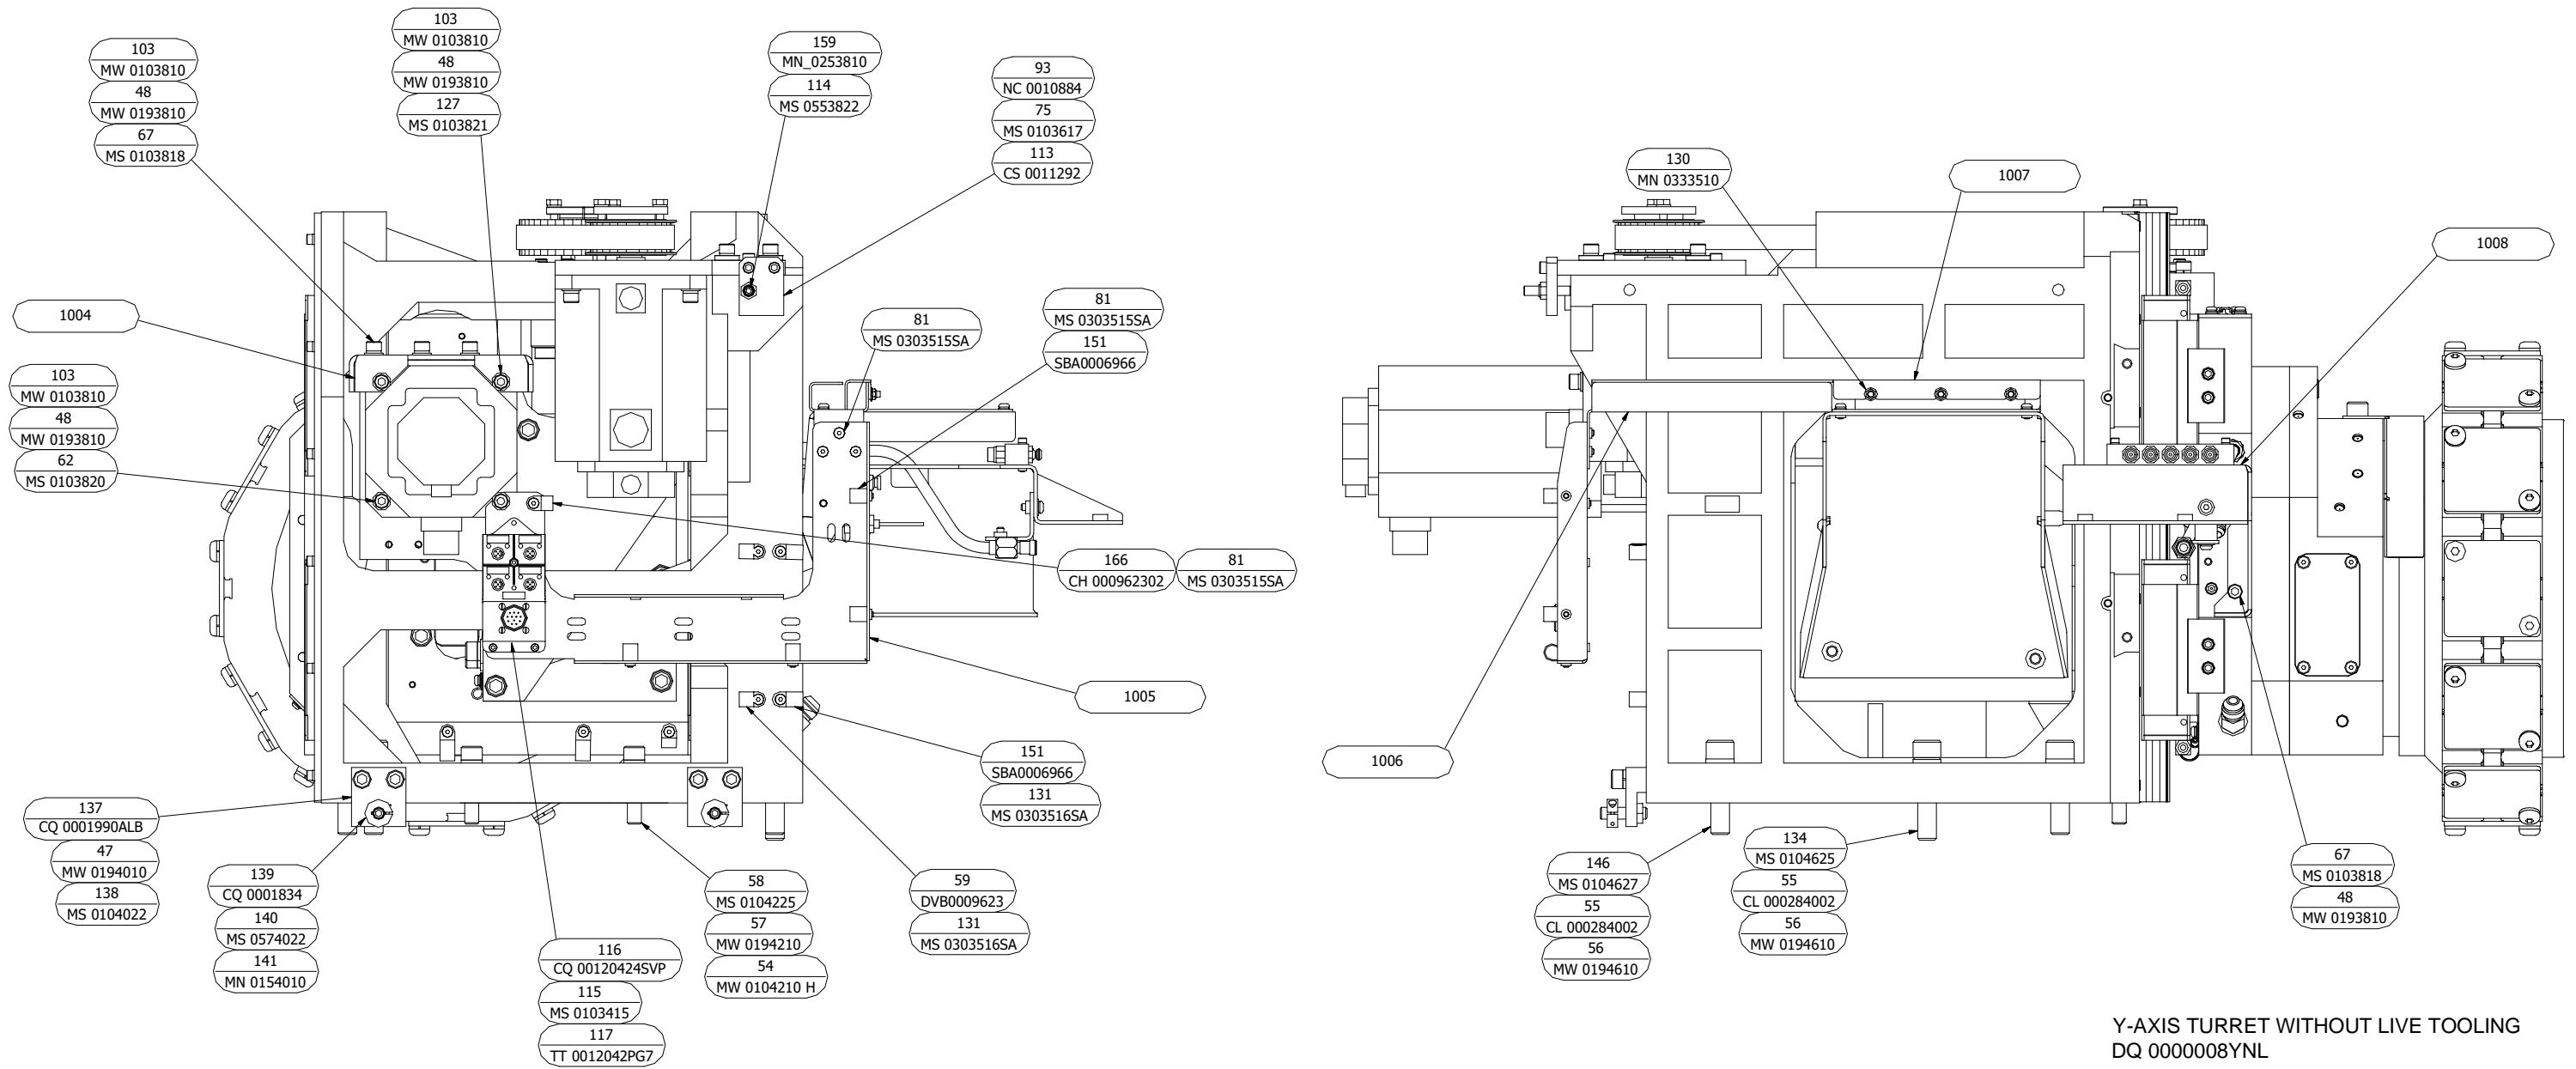 103
MW 0103810
48
MW 0193810
67
MS 0103818
103
MW 0103810
48
MW 0193810
127
MS 0103821
159
MN_0253810
114
MS 0553822
93
NC 0010884
75
MS 0103617
113
CS 0011292
1004
103
MW 0103810
48
MW 0193810
62
MS 0103820
81
MS 0303515SA
81
MS 0303515SA
151
SBA0006966
166
CH 000962302
81
MS 0303515SA
1005
151
SBA0006966
131
MS 0303516SA
137
CQ 0001990ALB
47
MW 0194010
138
MS 0104022
139
CQ 0001834
140
MS 0574022
141
MN 0154010
116
CQ 00120424SVP
115
MS 0103415
117
TT 0012042PG7
58
MS 0104225
57
MW 0194210
54
MW 0104210 H
59
DVB0009623
131
MS 0303516SA
130
MN 0333510
1007
1008
1006
146
MS 0104627
55
CL 000284002
56
MW 0194610
134
MS 0104625
55
CL 000284002
56
MW 0194610
67
MS 0103818
48
MW 0193810
Y-AXIS TURRET WITHOUT LIVE TOOLING
DQ 0000008YNL